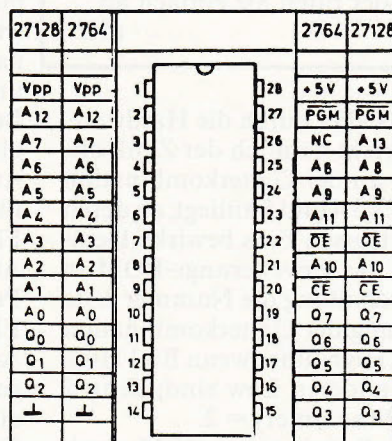 27128 2764 2764 27128
Vpp Vpp 1 28 +5V +5V
A12 A12 2 27 PGM PGM
A7 A7 3 26 NC A13
A6 A6 4 25 A8 A8
A5 A5 5 24 A9 A9
A4 A4 6 23 A11 A11
A3 A3 7 22 OE OE
A2 A2 8 21 A10 A10
A1 A1 9 20 CE CE
A0 A0 10 19 Q7 Q7
Q0 Q0 11 18 Q6 Q6
Q1 Q1 12 17 Q5 Q5
Q2 Q2 13 16 Q4 Q4
14 15 Q3 Q3